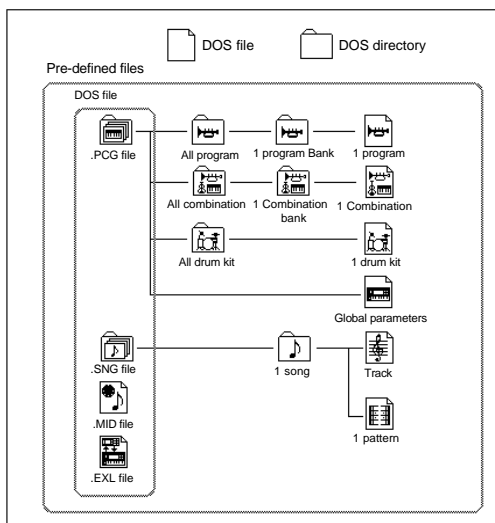 DOS file
DOS directory
Pre-defined files
DOS file
.PCG file
All program
1 program Bank
1 program
All combination
1 Combination
bank
1 Combination
All drum kit
1 drum kit
Global parameters
.SNG file
1 song
Track
.MID file
1 pattern
.EXL file